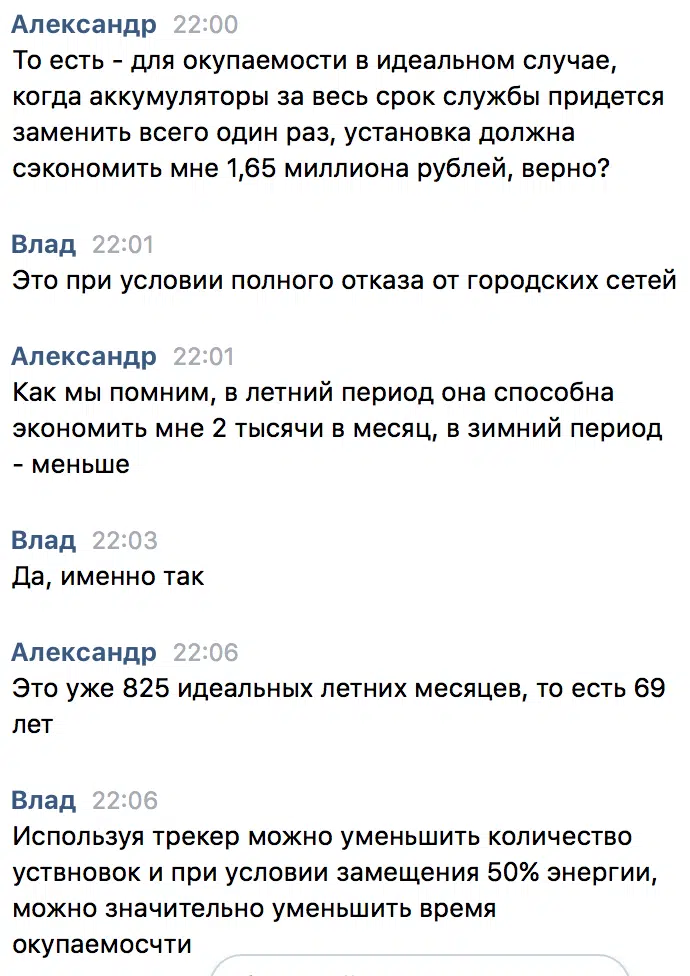 Александр 22:00
То есть - для окупаемости в идеальном случае,
когда аккумуляторы за весь срок службы придется
заменить всего один раз, установка должна
сэкономить мне 1,65 миллиона рублей, верно?
Влад 22:01
Это при условии полного отказа от городских сетей
Александр 22:01
Как мы помним, в летний период она способна
экономить мне 2 тысячи в месяц, в зимний период
- меньше
Влад 22:03
Да, именно так
Александр 22:06
Это уже 825 идеальных летних месяцев, то есть 69
лет
Влад 22:06
Используя трекер можно уменьшить количество
уствновок и при условии замещения 50% энергии,
можно значительно уменьшить время
окупаемосчти